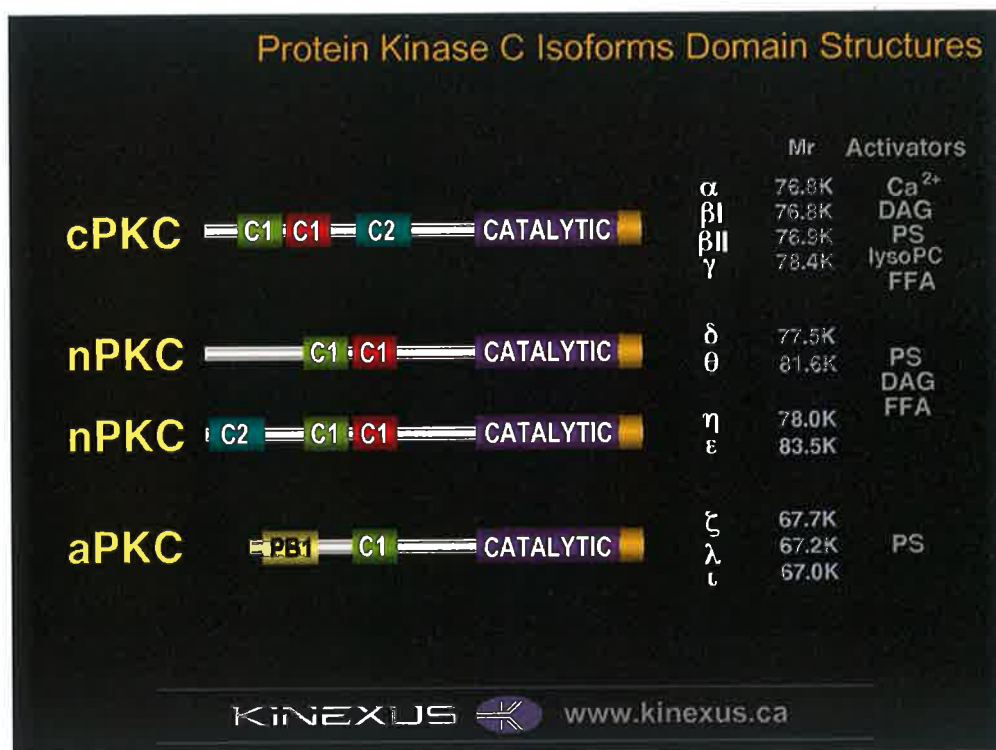 Protein Kinase C Isoforms Domain Structures
Mr Activators
cPKC C1 C1 C2 CATALYTIC
α 76.8K Ca2+
βI 76.8K DAG
βII 76.9K PS
γ 78.4K lysoPC
FFA
nPKC C1 C1 CATALYTIC
δ 77.5K
θ 81.6K
PS
DAG
FFA
nPKC C2 C1 C1 CATALYTIC
η 78.0K
ε 83.5K
aPKC PB1 C1 CATALYTIC
ζ 67.7K
λ 67.2K PS
ι 67.0K
KiNEXUS www.kinexus.ca